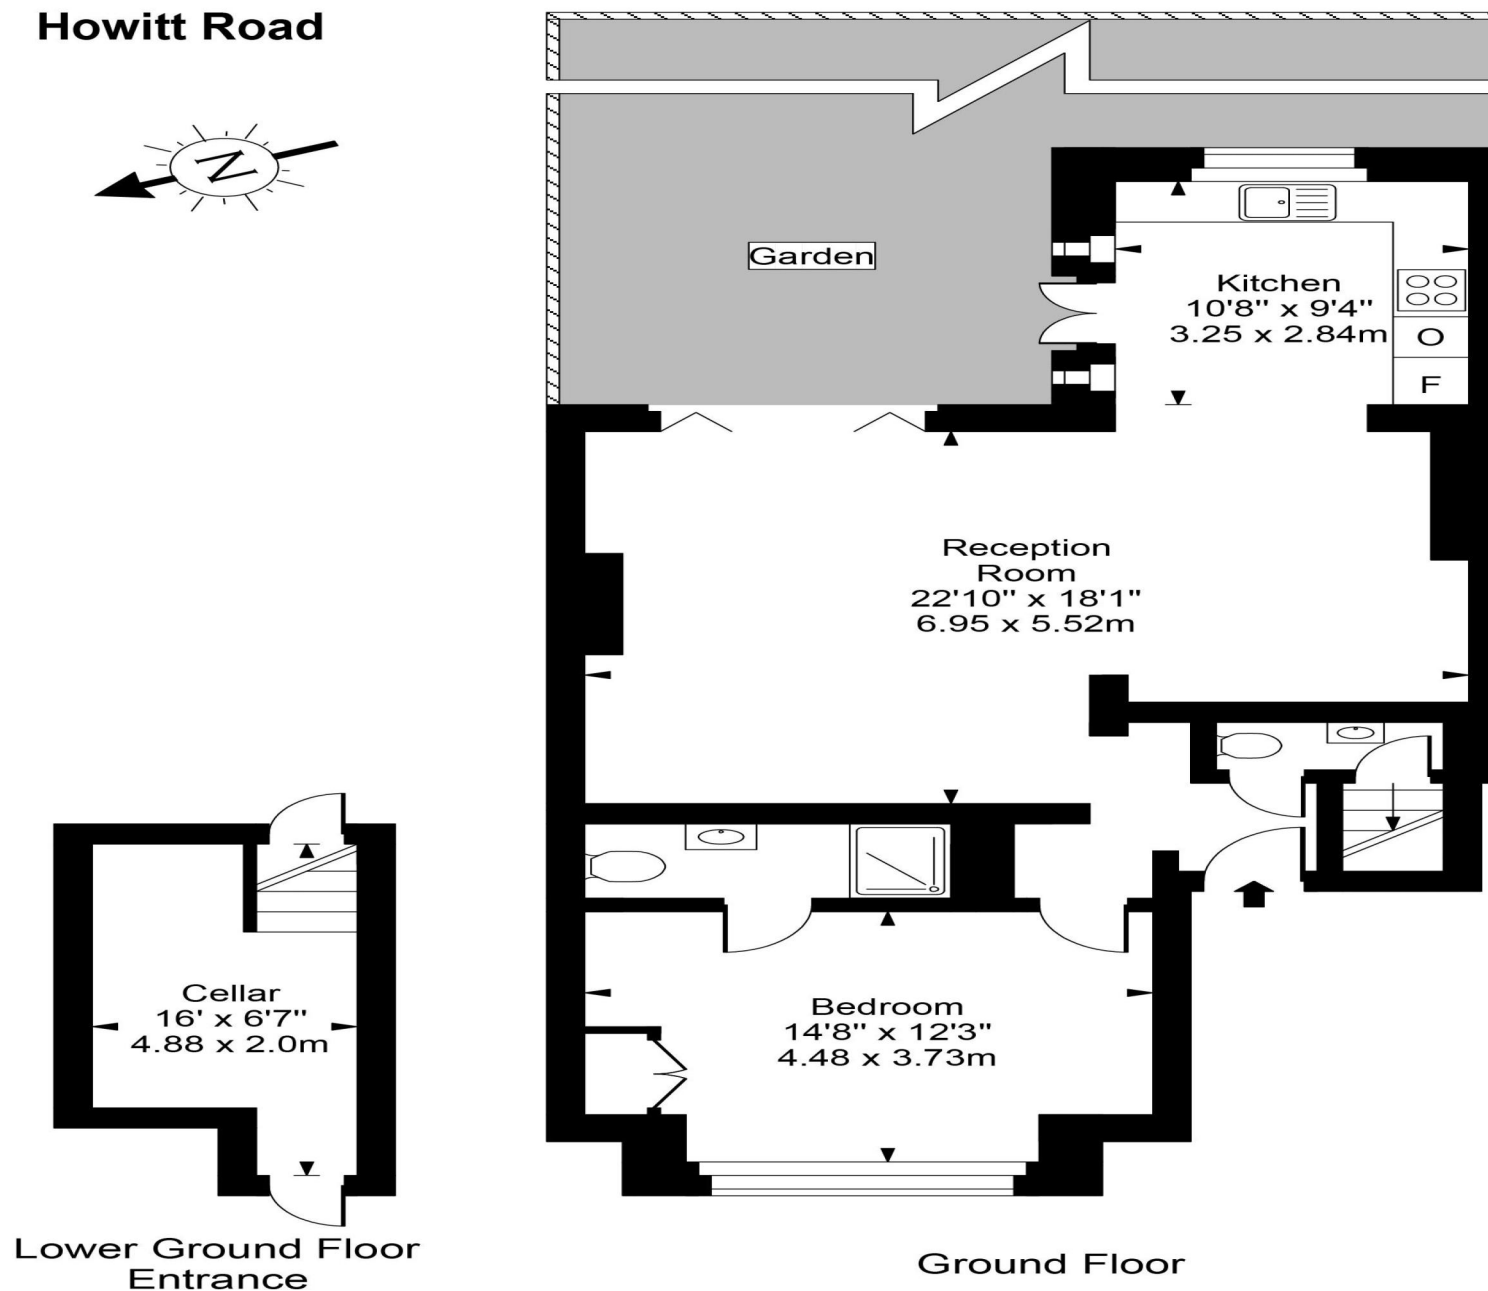 Howitt Road
N
Garden
Kitchen
10'8" x 9'4"
3.25 x 2.84m
O
F
Reception
Room
22'10" x 18'1"
6.95 x 5.52m
Cellar
16' x 6'7"
4.88 x 2.0m
Bedroom
14'8" x 12'3"
4.48 x 3.73m
Lower Ground Floor
Entrance
Ground Floor